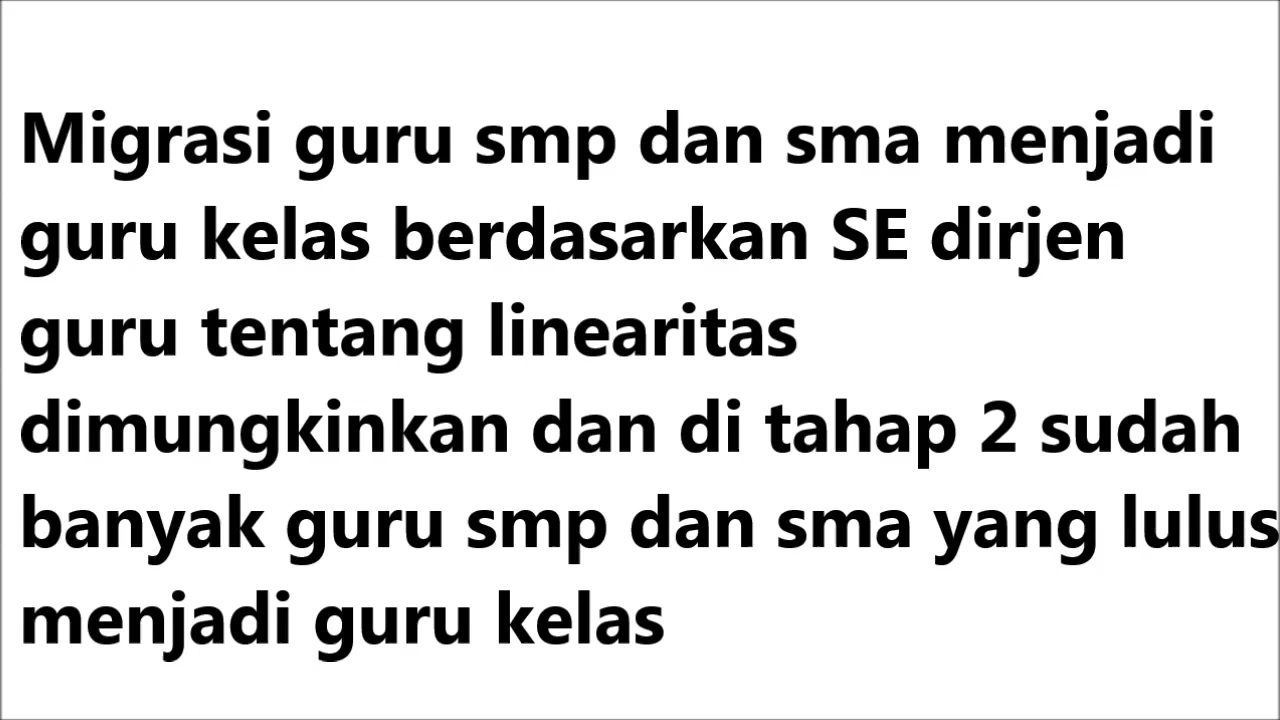 Migrasi guru smp dan sma menjadi
guru kelas berdasarkan SE dirjen
guru tentang linearitas
dimungkinkan dan di tahap 2 sudah
banyak guru smp dan sma yang lulus
menjadi guru kelas